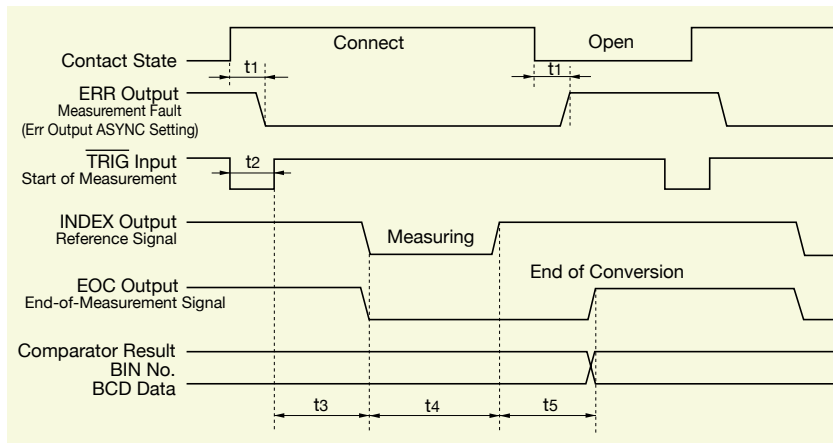 Contact State
Connect
Open
t1
t1
ERR Output
Measurement Fault
(Err Output ASYNC Setting)
TRIG Input
Start of Measurement
t2
INDEX Output
Reference Signal
Measuring
EOC Output
End-of-Measurement Signal
End of Conversion
Comparator Result
BIN No.
BCD Data
t3
t4
t5